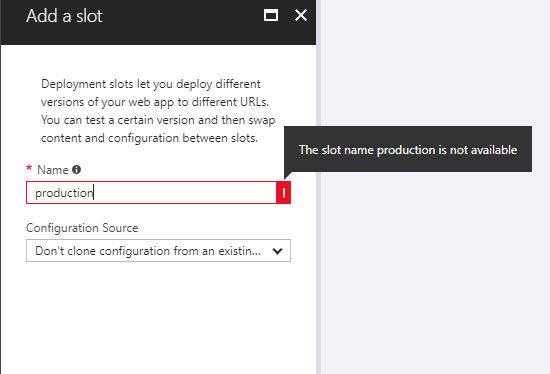 Add a slot
Deployment slots let you deploy different
versions of your web app to different URLs.
You can test a certain version and then swap
content and configuration between slots.
The slot name production is not available
* Name
production
Configuration Source
Don't clone configuration from an existin...